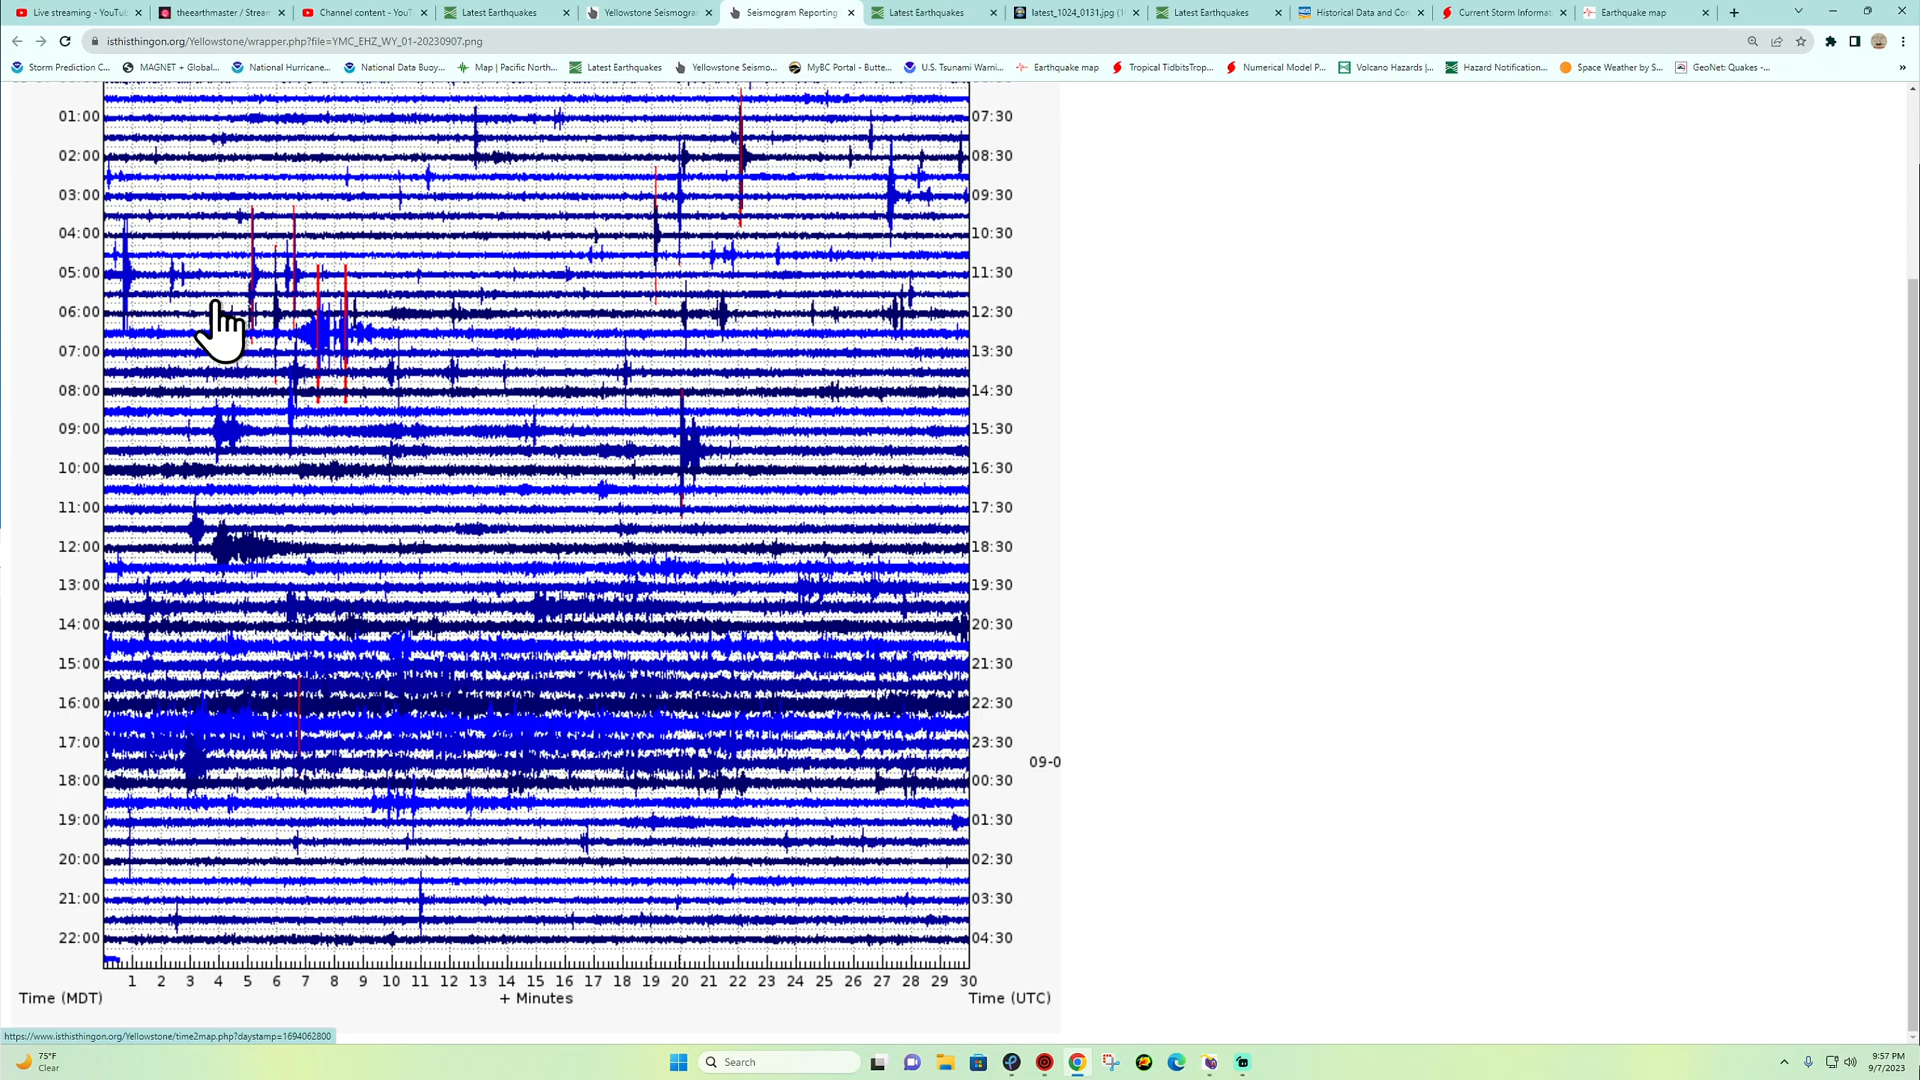 Live streaming - YouTub
theearthmaster / Stream
Channel content - YouT
Latest Earthquakes
Yellowstone Seismogra
Seismogram Reporting
Latest Earthquakes
latest_1024_0131.jpg (1
Latest Earthquakes
Historical Data and Con
Current Storm Informat
Earthquake map
isthisthingon.org/Yellowstone/wrapper.php?file=YMC_EHZ_WY_01-20230907.png
Storm Prediction C...
MAGNET + Global...
National Hurricane...
National Data Buoy...
Map | Pacific North...
Latest Earthquakes
Yellowstone Seismo...
MyBC Portal - Butte...
U.S. Tsunami Warni...
Earthquake map
Tropical TidbitsTrop...
Numerical Model P...
Volcano Hazards |...
Hazard Notification...
Space Weather by S...
GeoNet: Quakes -...
»
01:00 07:30
02:00 08:30
03:00 09:30
04:00 10:30
05:00 11:30
06:00 12:30
07:00 13:30
08:00 14:30
09:00 15:30
10:00 16:30
11:00 17:30
12:00 18:30
13:00 19:30
14:00 20:30
15:00 21:30
16:00 22:30
17:00 23:30
09-0
18:00 00:30
19:00 01:30
20:00 02:30
21:00 03:30
22:00 04:30
1 2 3 4 5 6 7 8 9 10 11 12 13 14 15 16 17 18 19 20 21 22 23 24 25 26 27 28 29 30
Time (MDT) + Minutes Time (UTC)
https://www.isthisthingon.org/Yellowstone/time2map.php?daystamp=1694062800
75°F
Clear
Search
9:57 PM
9/7/2023